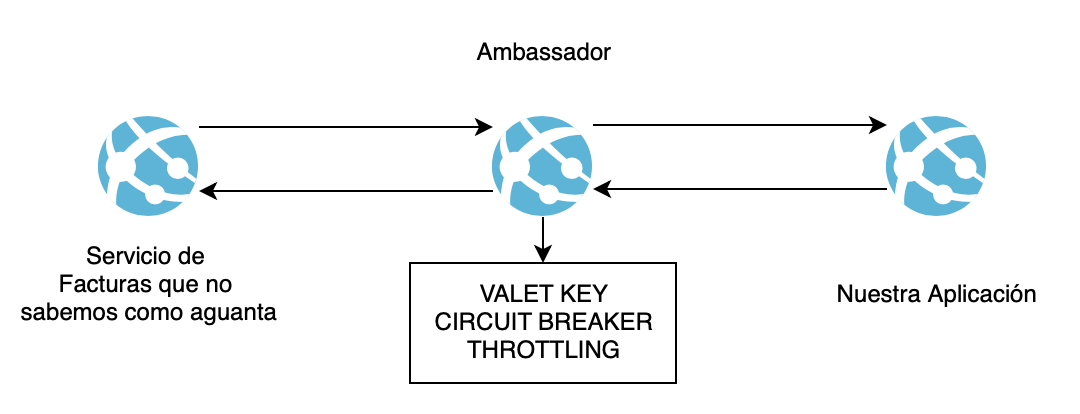 Ambassador
Servicio de
Facturas que no
sabemos como aguanta
VALET KEY
CIRCUIT BREAKER
THROTTLING
Nuestra Aplicación